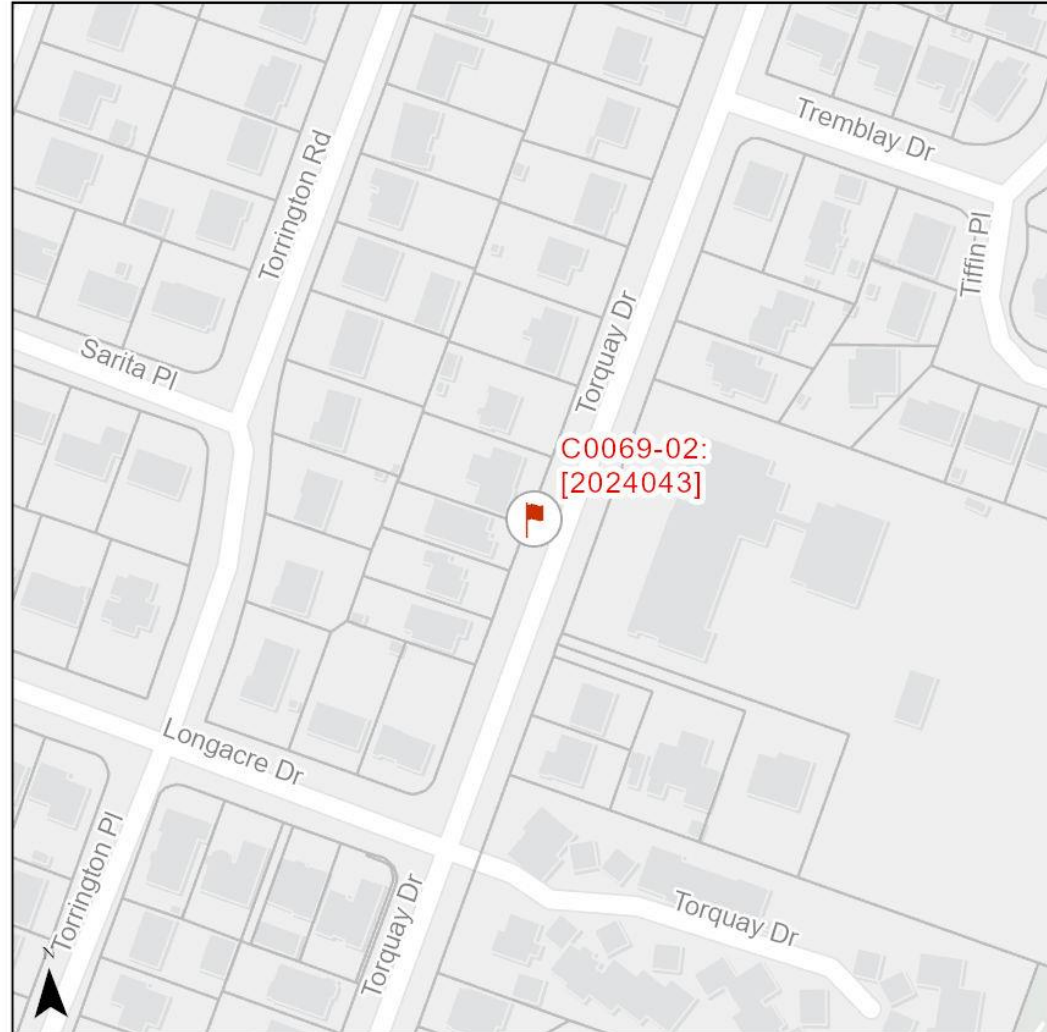 Tremblay Dr
Torrington Rd
Tiffin Pl
Torquay Dr
Sarita Pl
C0069-02:
[2024043]
Longacre Dr
Torrington Pl
Torquay Dr
Torquay Dr
N